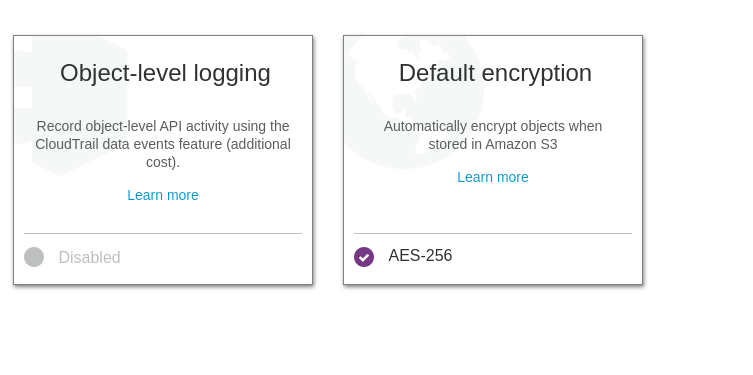 Object-level logging
Record object-level API activity using the
CloudTrail data events feature (additional
cost).
Learn more
Disabled
Default encryption
Automatically encrypt objects when
stored in Amazon S3
Learn more
AES-256